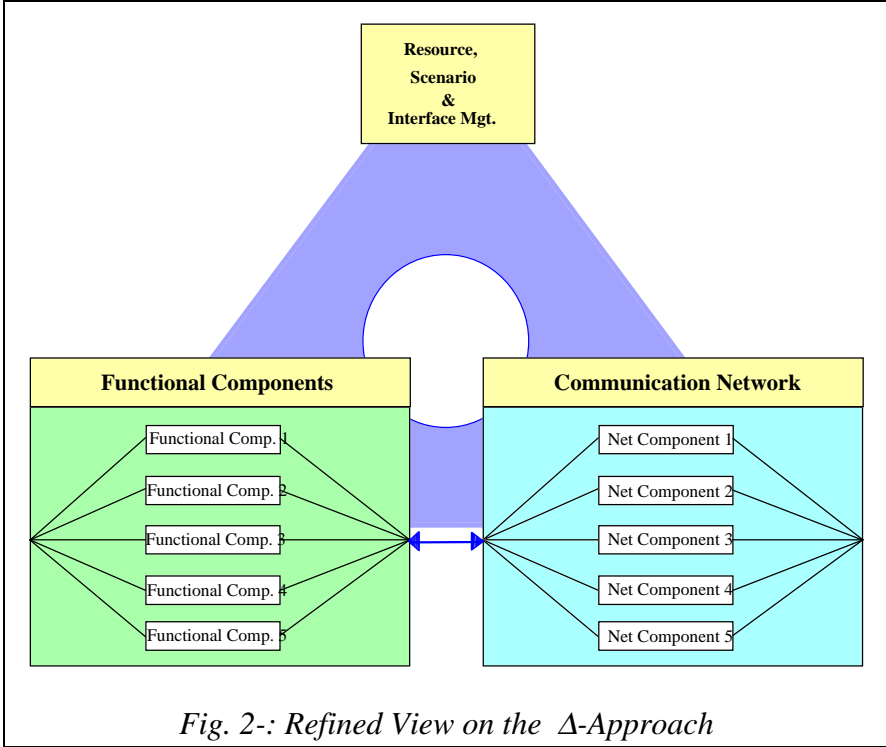 Resource,
Scenario
&
Interface Mgt.
Functional Components
Functional Comp. 1
Functional Comp. 2
Functional Comp. 3
Functional Comp. 4
Functional Comp. 5
Communication Network
Net Component 1
Net Component 2
Net Component 3
Net Component 4
Net Component 5
Fig. 2-: Refined View on the Δ-Approach